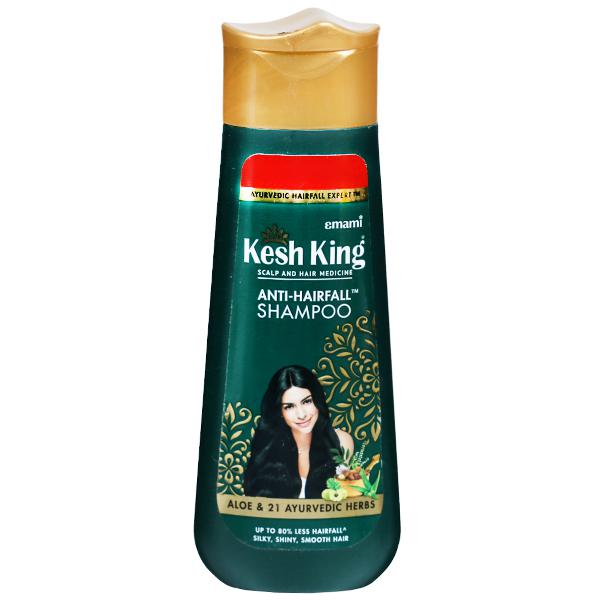 AYURVEDIC HAIRFALL EXPERT™
emami
Kesh King®
SCALP AND HAIR MEDICINE
ANTI-HAIRFALL™
SHAMPOO
ALOE & 21 AYURVEDIC HERBS
UP TO 80% LESS HAIRFALL^
SILKY, SHINY, SMOOTH HAIR